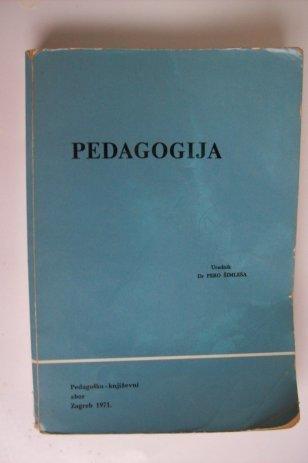 PEDAGOGIJA
Urednik
Dr PERO ŠIMLEŠA
Pedagoško-književni
zbor
Zagreb 1971.